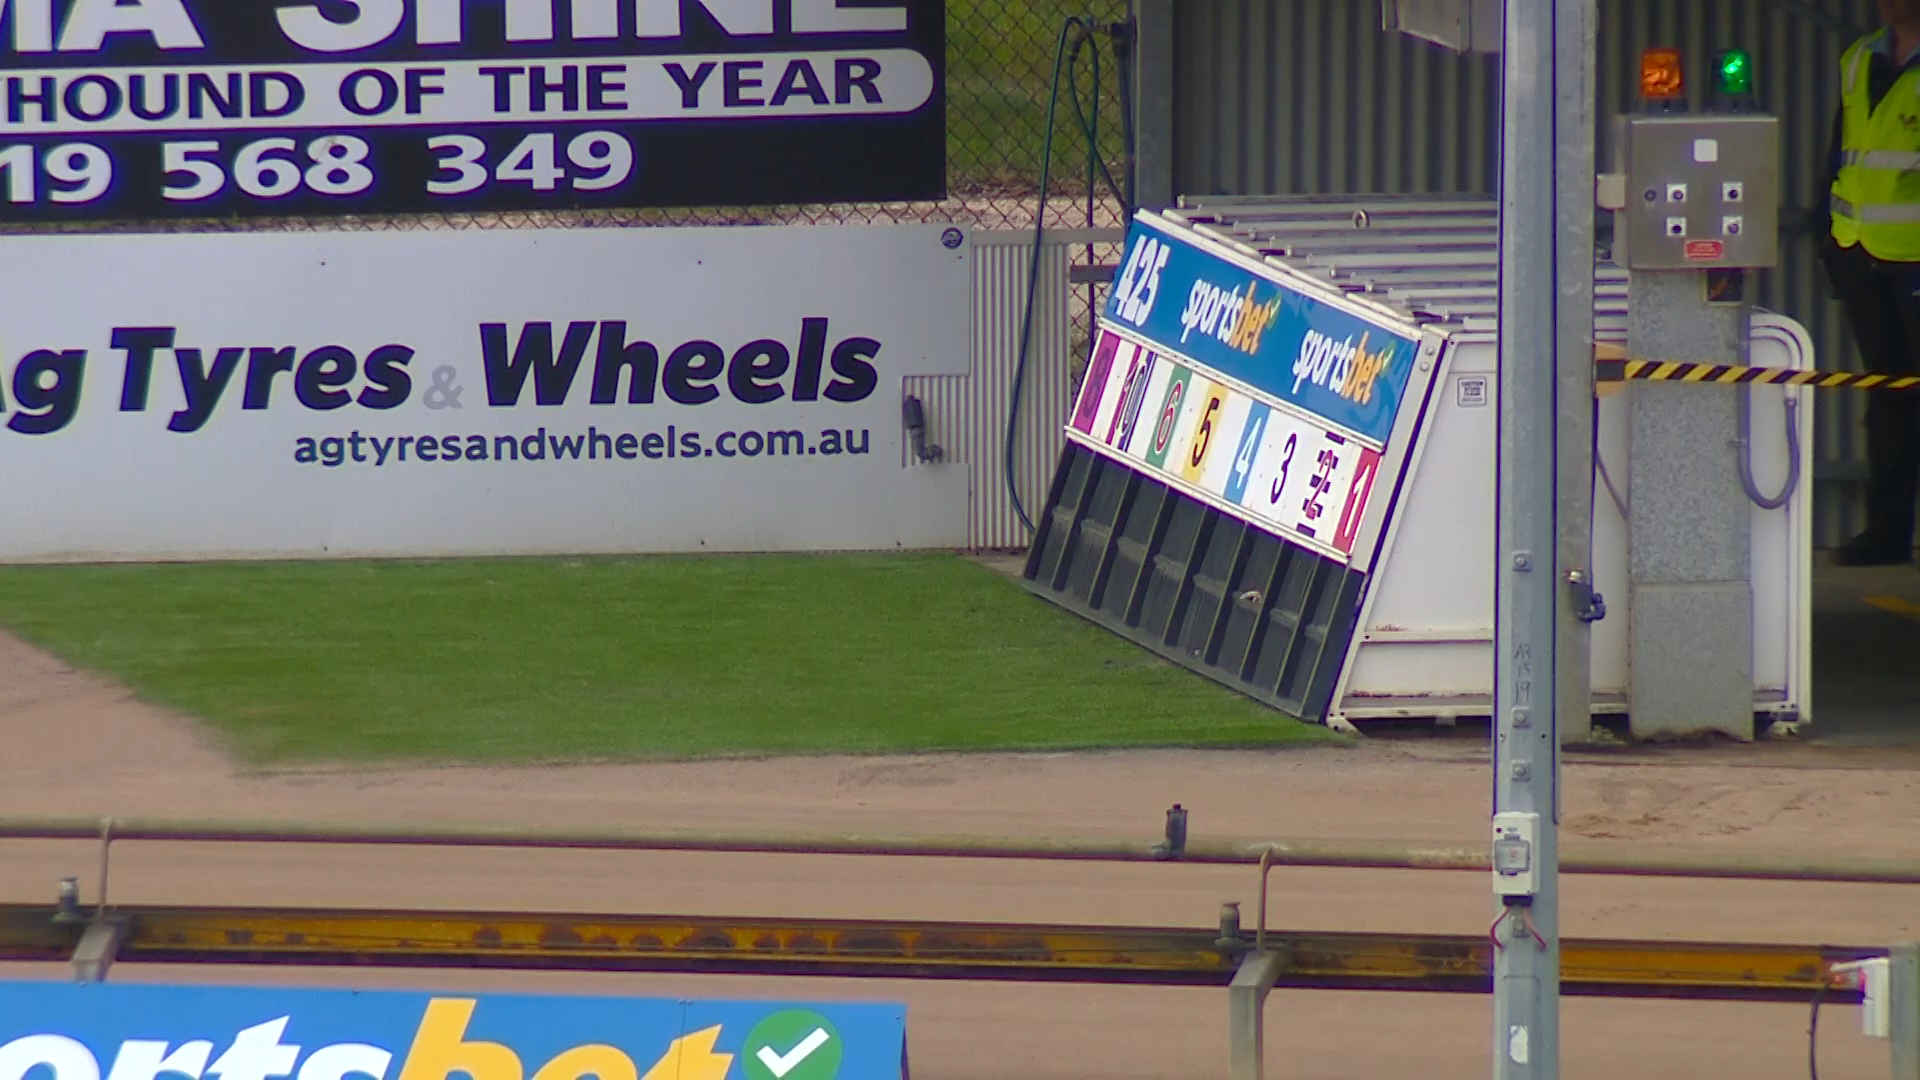 MA SHINE
HOUND OF THE YEAR
19 568 349
Ag Tyres & Wheels
agtyresandwheels.com.au
425 sportsbet sportsbet
8 10 6 5 4 3 2 1
ortsbet